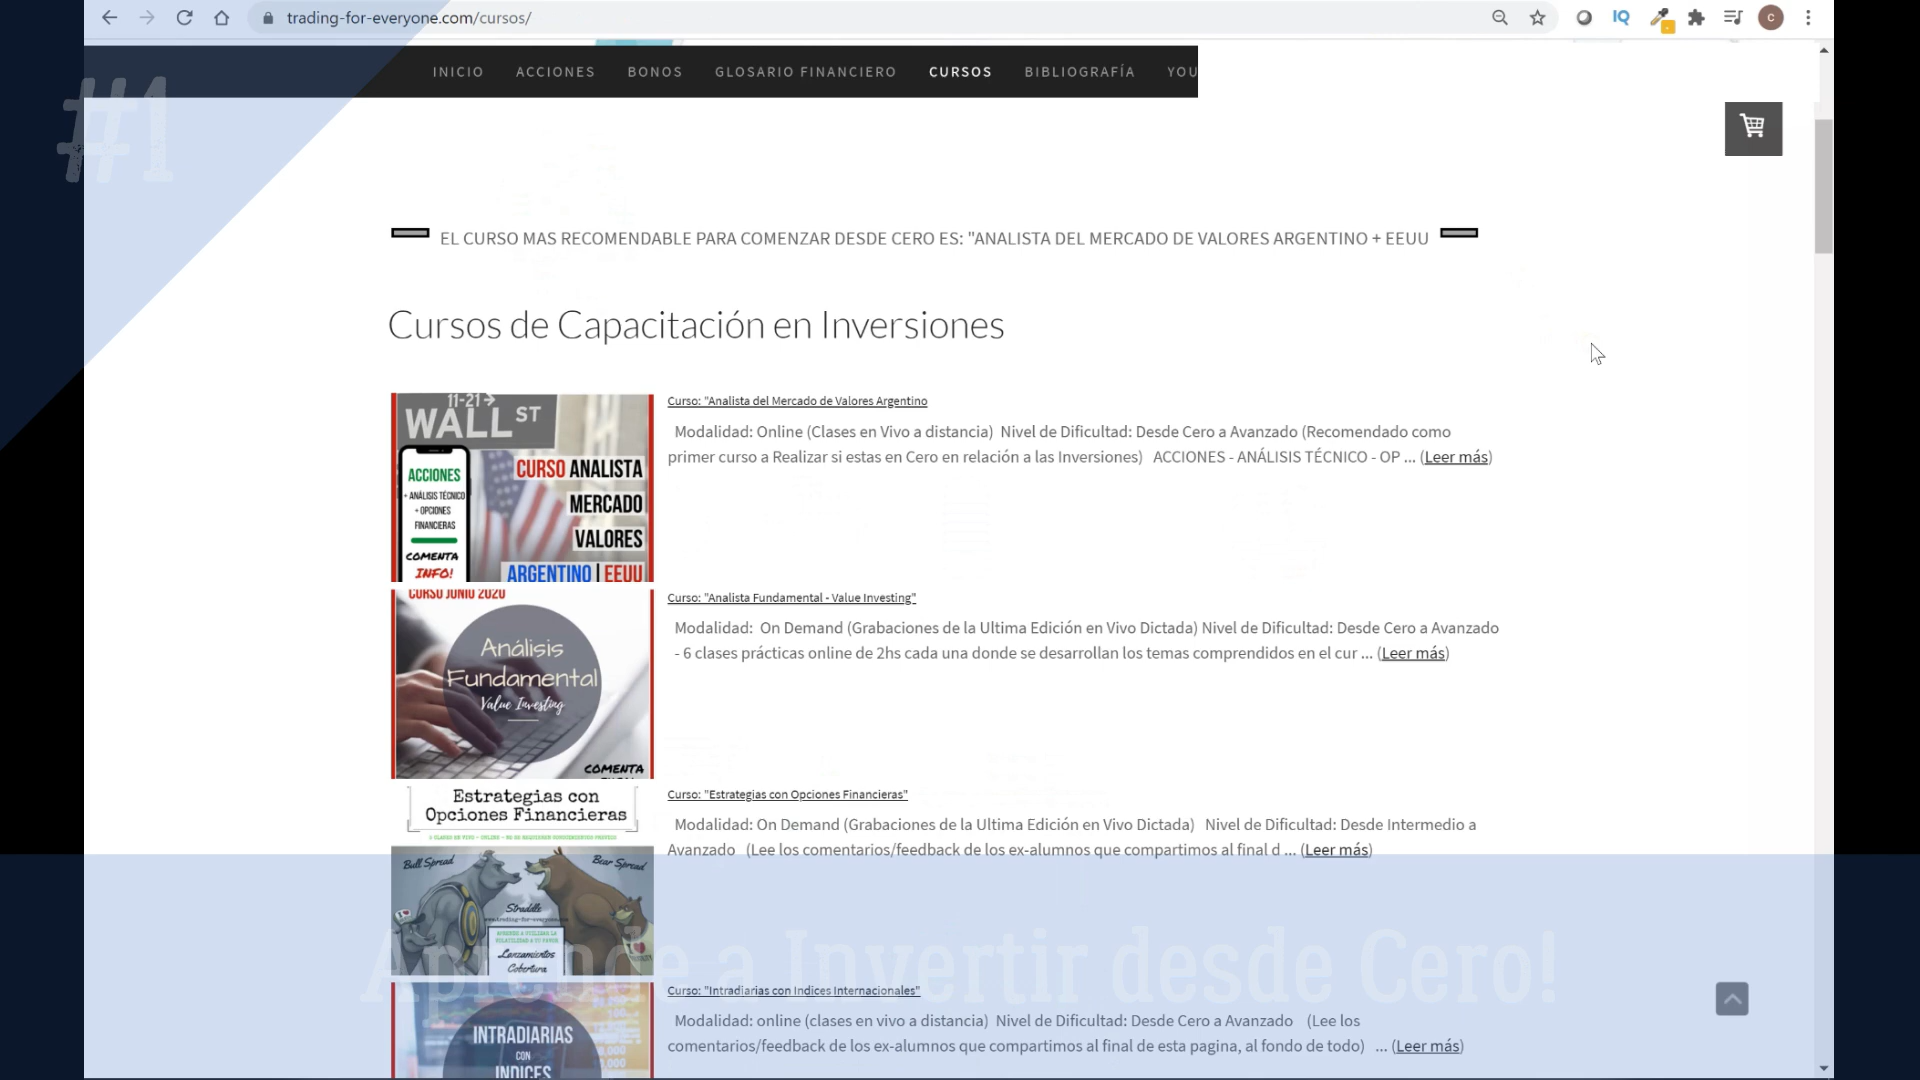 trading-for-everyone.com/cursos/
IQ
C
#1
INICIO ACCIONES BONOS GLOSARIO FINANCIERO CURSOS BIBLIOGRAFÍA YOU
EL CURSO MAS RECOMENDABLE PARA COMENZAR DESDE CERO ES: "ANALISTA DEL MERCADO DE VALORES ARGENTINO + EEUU
Cursos de Capacitación en Inversiones
11-21
WALL ST
ACCIONES
+ ANÁLISIS TÉCNICO
+ OPCIONES
FINANCIERAS
COMENTA
INFO!
CURSO ANALISTA
MERCADO
VALORES
ARGENTINO | EEUU
Curso: "Analista del Mercado de Valores Argentino
Modalidad: Online (Clases en Vivo a distancia) Nivel de Dificultad: Desde Cero a Avanzado (Recomendado como
primer curso a Realizar si estas en Cero en relación a las Inversiones) ACCIONES - ANÁLISIS TÉCNICO - OP ... (Leer más)
CURSO JUNIO 2020
Análisis
Fundamental
Value Investing
COMENTA
Curso: "Analista Fundamental - Value Investing"
Modalidad: On Demand (Grabaciones de la Ultima Edición en Vivo Dictada) Nivel de Dificultad: Desde Cero a Avanzado
- 6 clases prácticas online de 2hs cada una donde se desarrollan los temas comprendidos en el cur ... (Leer más)
Estrategias con
Opciones Financieras
Bull Spread
Bear Spread
Straddle
www.trading-for-everyone.com
Lanzamientos
Cobertura
Curso: "Estrategias con Opciones Financieras"
Modalidad: On Demand (Grabaciones de la Ultima Edición en Vivo Dictada) Nivel de Dificultad: Desde Intermedio a
Avanzado (Lee los comentarios/feedback de los ex-alumnos que compartimos al final d ... (Leer más)
Aprende a Invertir desde Cero!
INTRADIARIAS
CON
INDICES
Curso: "Intradiarias con Indices Internacionales"
Modalidad: online (clases en vivo a distancia) Nivel de Dificultad: Desde Cero a Avanzado (Lee los
comentarios/feedback de los ex-alumnos que compartimos al final de esta pagina, al fondo de todo) ... (Leer más)